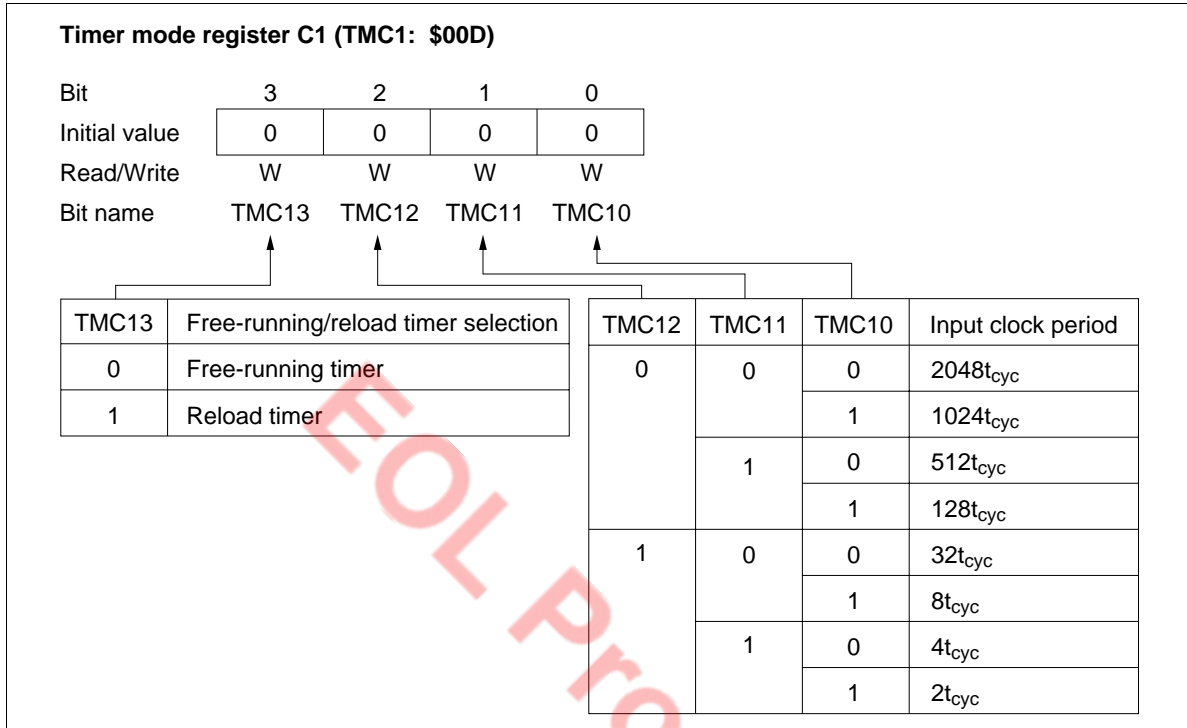 Timer mode register C1 (TMC1: $00D)
Bit 3 2 1 0
Initial value 0 0 0 0
Read/Write W W W W
Bit name TMC13 TMC12 TMC11 TMC10
TMC13 Free-running/reload timer selection
0 Free-running timer
1 Reload timer
TMC12 TMC11 TMC10 Input clock period
0 0 0 2048tcyc
1 1024tcyc
1 0 512tcyc
1 128tcyc
1 0 0 32tcyc
1 8tcyc
1 0 4tcyc
1 2tcyc
EOL Pro